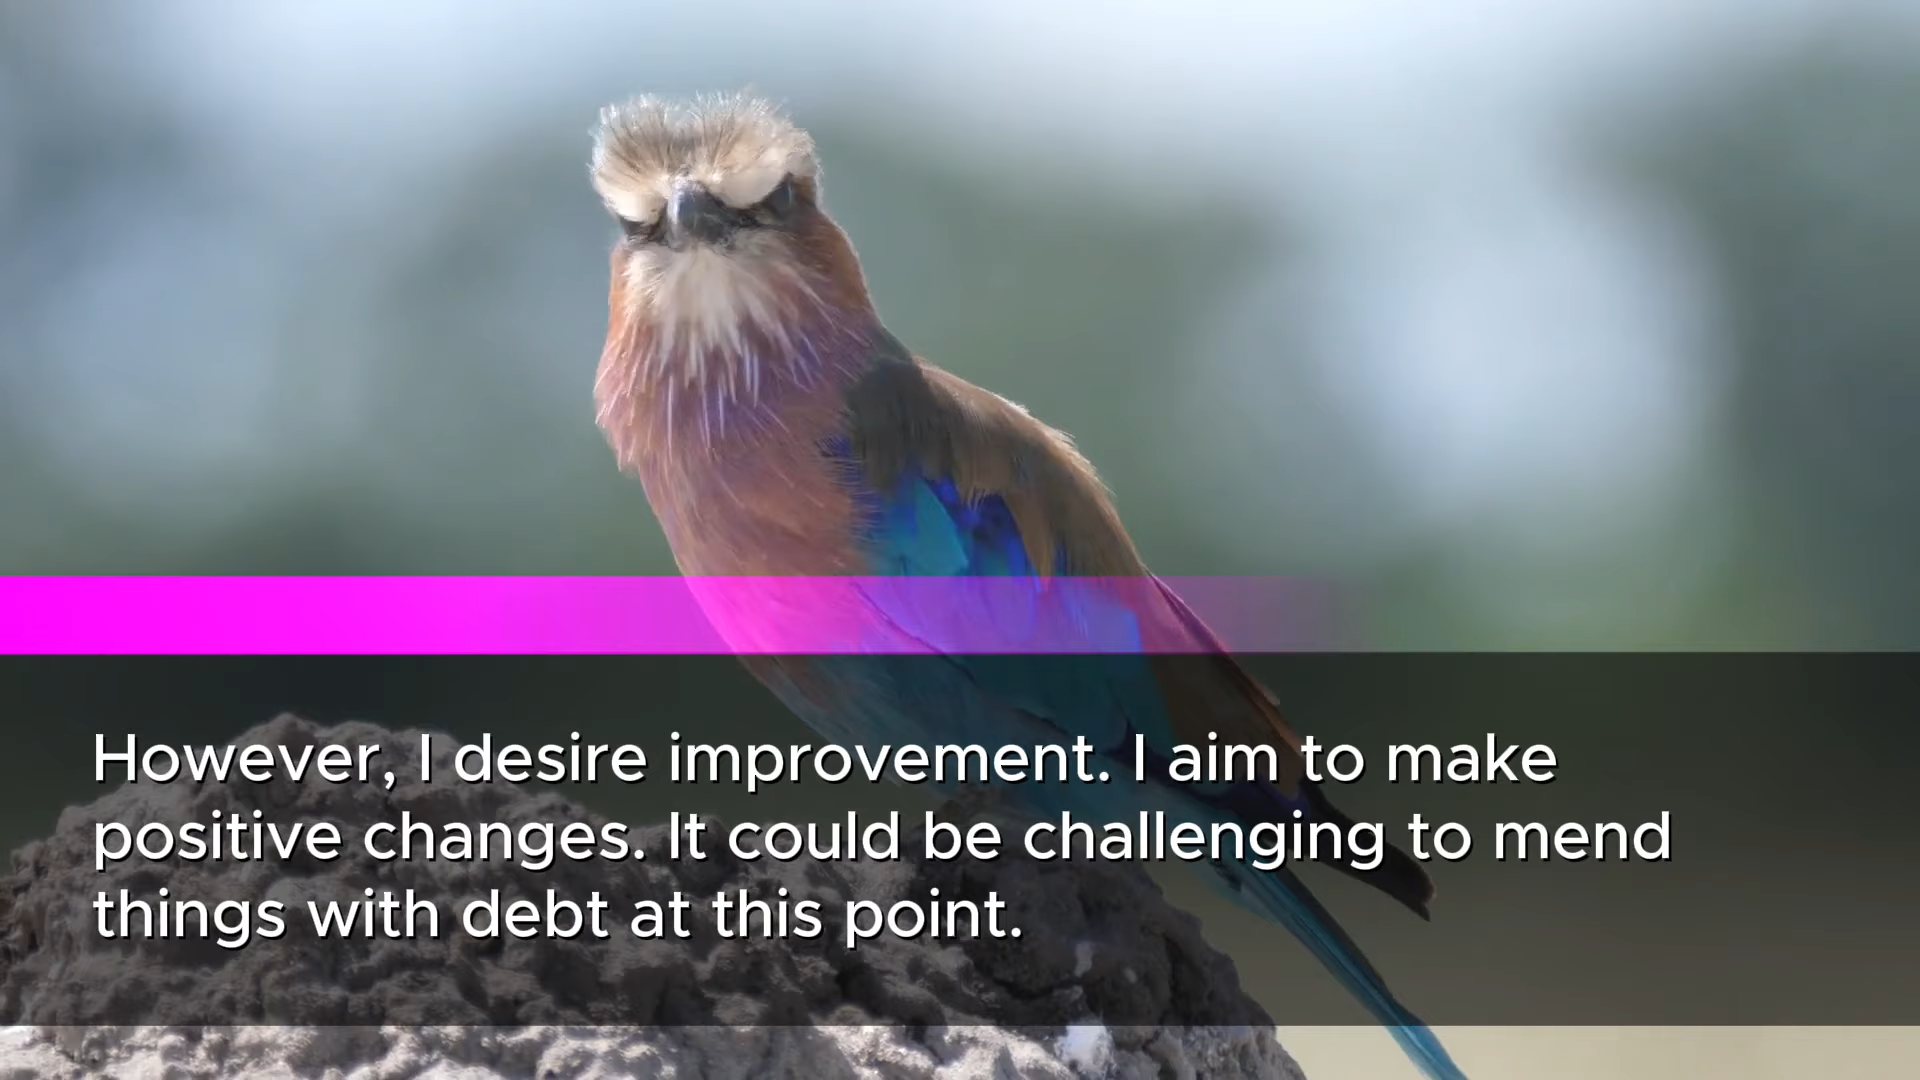 However, I desire improvement. I aim to make
positive changes. It could be challenging to mend
things with debt at this point.